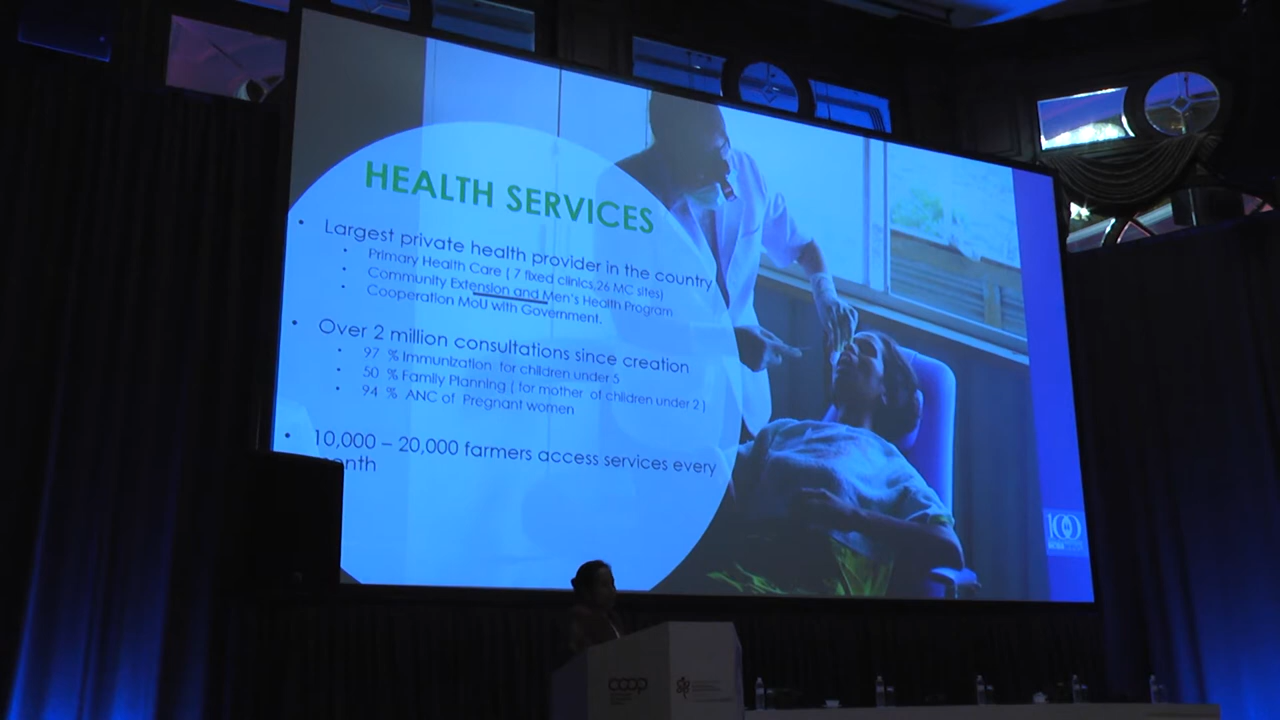 HEALTH SERVICES
• Largest private health provider in the country
• Primary Health Care ( 7 fixed clinics,26 MC sites)
• Community Extension and Men's Health Program
• Cooperation MoU with Government.
• Over 2 million consultations since creation
• 97 % Immunization for children under 5
• 50 % Family Planning ( for mother of children under 2 )
• 94 % ANC of Pregnant women
• 10,000 – 20,000 farmers access services every
onth
100
coop